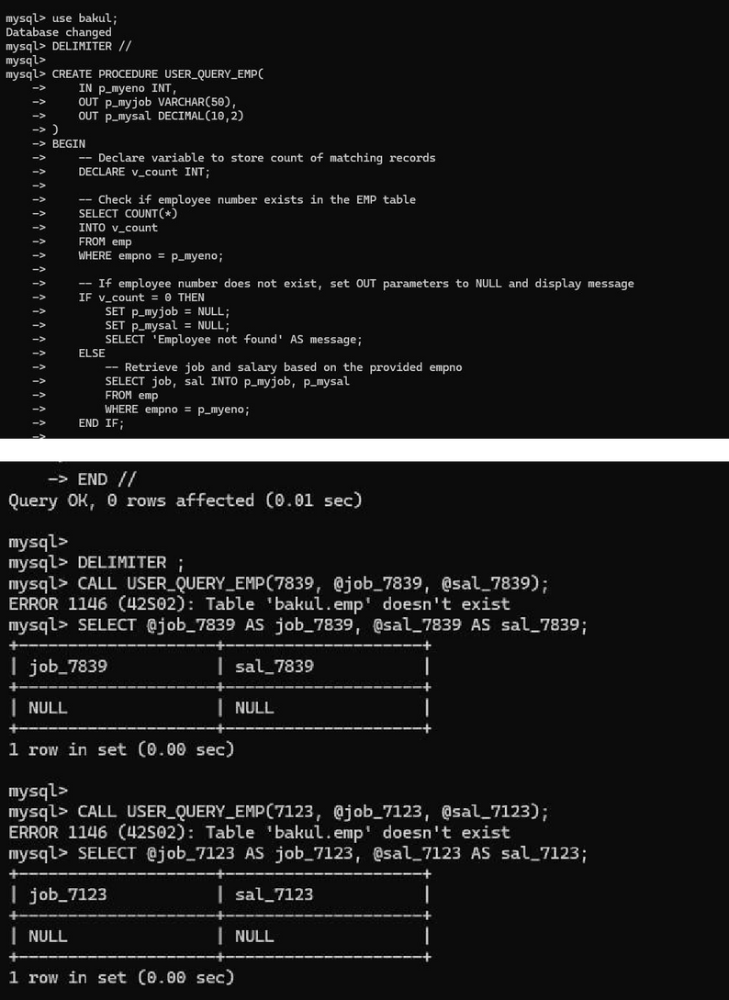 mysql> use bakul;
Database changed
mysql> DELIMITER //
mysql>
mysql> CREATE PROCEDURE USER_QUERY_EMP(
    ->     IN p_myeno INT,
    ->     OUT p_myjob VARCHAR(50),
    ->     OUT p_mysal DECIMAL(10,2)
    -> )
    -> BEGIN
    ->     -- Declare variable to store count of matching records
    ->     DECLARE v_count INT;
    ->
    ->     -- Check if employee number exists in the EMP table
    ->     SELECT COUNT(*)
    ->     INTO v_count
    ->     FROM emp
    ->     WHERE empno = p_myeno;
    ->
    ->     -- If employee number does not exist, set OUT parameters to NULL and display message
    ->     IF v_count = 0 THEN
    ->         SET p_myjob = NULL;
    ->         SET p_mysal = NULL;
    ->         SELECT 'Employee not found' AS message;
    ->     ELSE
    ->         -- Retrieve job and salary based on the provided empno
    ->         SELECT job, sal INTO p_myjob, p_mysal
    ->         FROM emp
    ->         WHERE empno = p_myeno;
    ->     END IF;
    ->
    -> END //
Query OK, 0 rows affected (0.01 sec)

mysql>
mysql> DELIMITER ;
mysql> CALL USER_QUERY_EMP(7839, @job_7839, @sal_7839);
ERROR 1146 (42S02): Table 'bakul.emp' doesn't exist
mysql> SELECT @job_7839 AS job_7839, @sal_7839 AS sal_7839;
+--------------------+--------------------+
| job_7839           | sal_7839           |
+--------------------+--------------------+
| NULL               | NULL               |
+--------------------+--------------------+
1 row in set (0.00 sec)

mysql>
mysql> CALL USER_QUERY_EMP(7123, @job_7123, @sal_7123);
ERROR 1146 (42S02): Table 'bakul.emp' doesn't exist
mysql> SELECT @job_7123 AS job_7123, @sal_7123 AS sal_7123;
+--------------------+--------------------+
| job_7123           | sal_7123           |
+--------------------+--------------------+
| NULL               | NULL               |
+--------------------+--------------------+
1 row in set (0.00 sec)